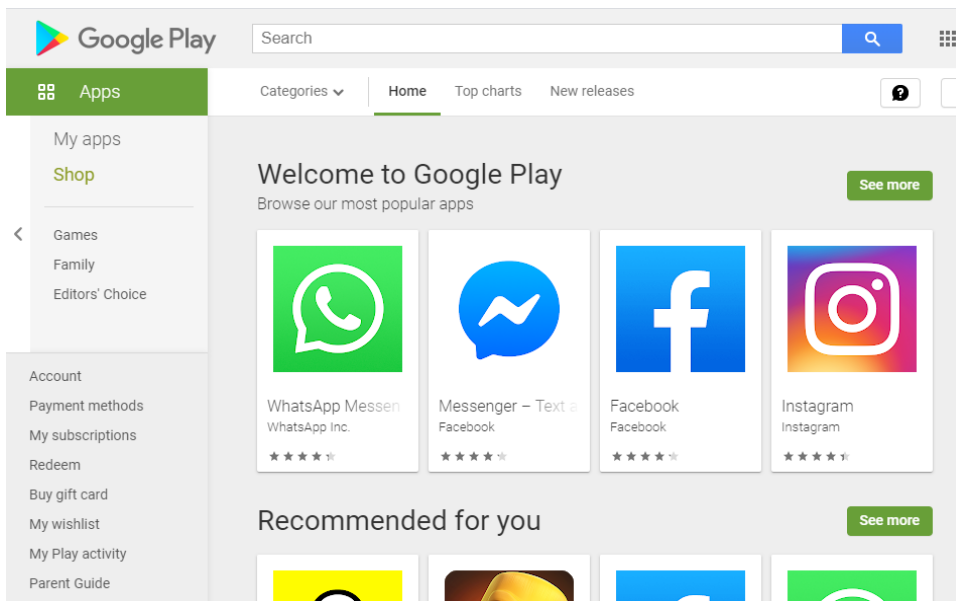 Google Play
Search
Apps
Categories
Home
Top charts
New releases
My apps
Shop
Games
Family
Editors' Choice
Account
Payment methods
My subscriptions
Redeem
Buy gift card
My wishlist
My Play activity
Parent Guide
Welcome to Google Play
See more
Browse our most popular apps
WhatsApp Messen
WhatsApp Inc.
Messenger – Text a
Facebook
Facebook
Facebook
Instagram
Instagram
Recommended for you
See more